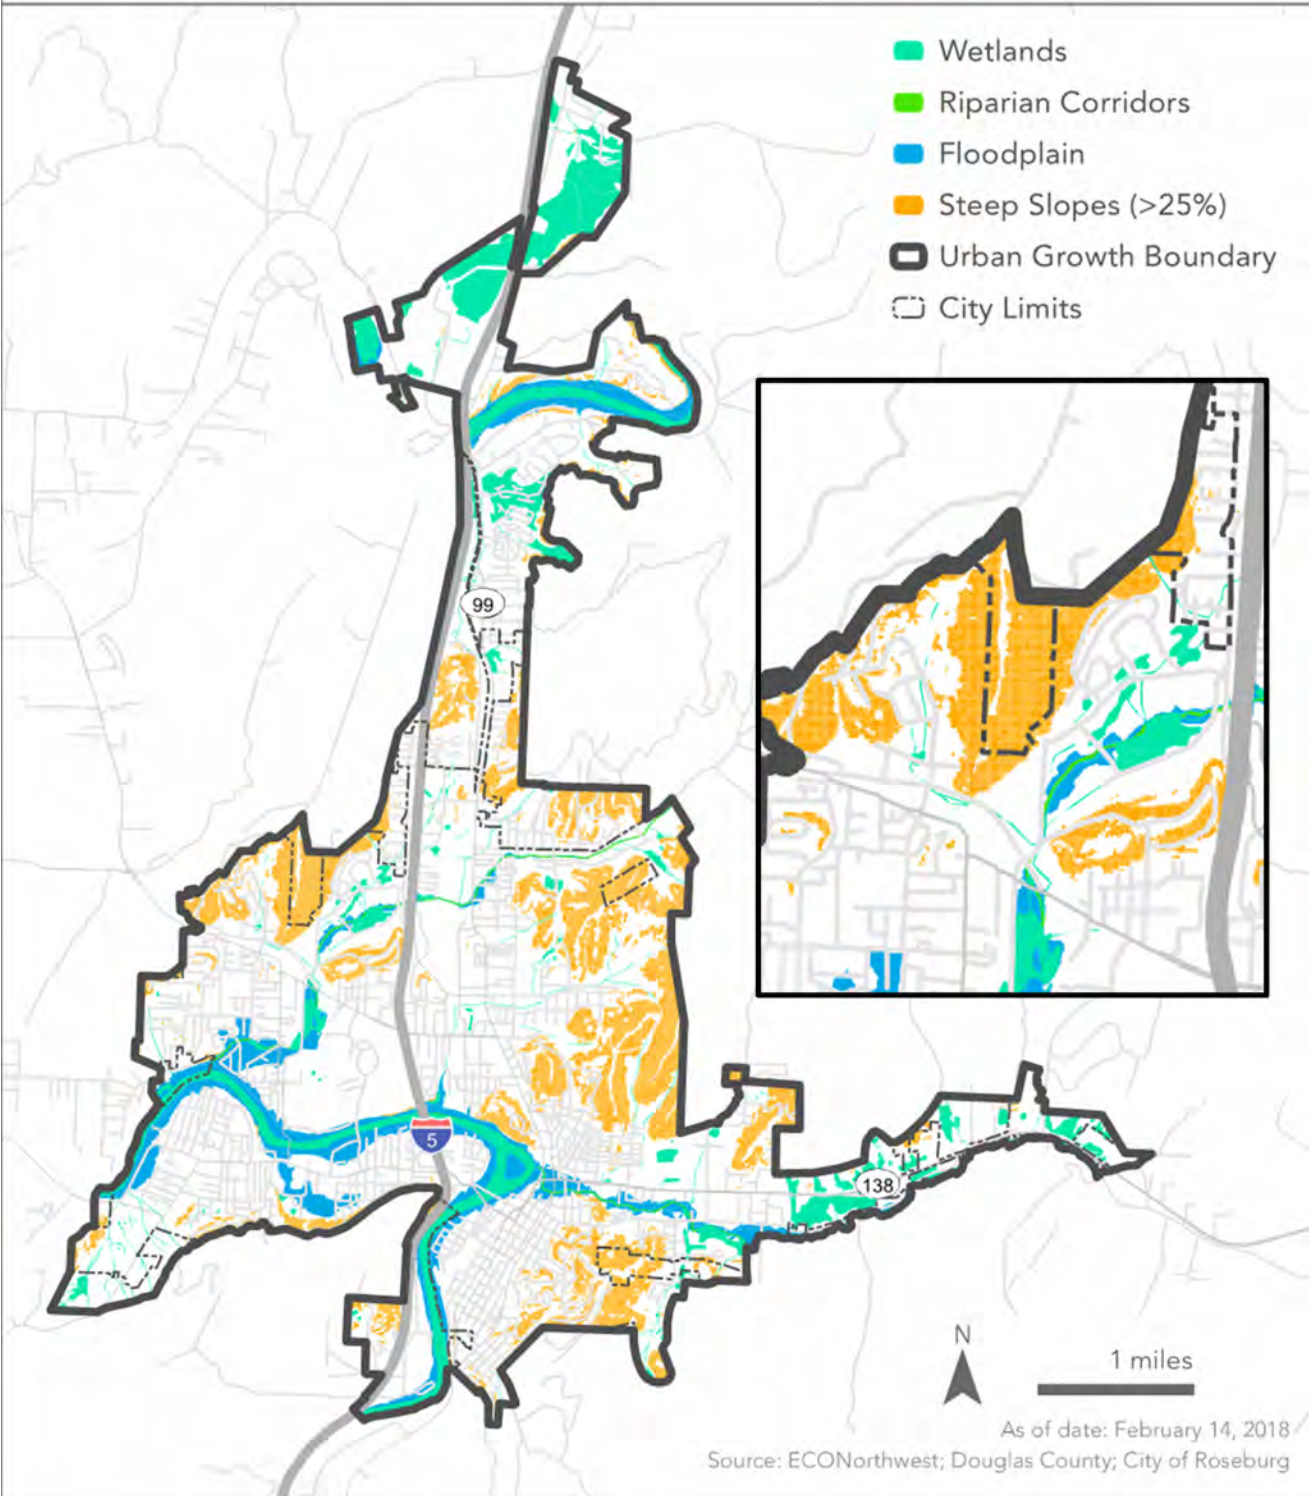 Wetlands
Riparian Corridors
Floodplain
Steep Slopes (>25%)
Urban Growth Boundary
City Limits
99
5
138
N
1 miles
As of date: February 14, 2018
Source: ECONorthwest; Douglas County; City of Roseburg